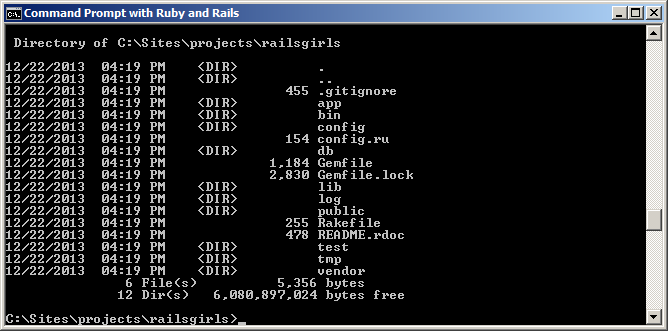 Command Prompt with Ruby and Rails
Directory of C:\Sites\projects\railsgirls
12/22/2013  04:19 PM    <DIR>          .
12/22/2013  04:19 PM    <DIR>          ..
12/22/2013  04:19 PM               455 .gitignore
12/22/2013  04:19 PM    <DIR>          app
12/22/2013  04:19 PM    <DIR>          bin
12/22/2013  04:19 PM    <DIR>          config
12/22/2013  04:19 PM               154 config.ru
12/22/2013  04:19 PM    <DIR>          db
12/22/2013  04:19 PM             1,184 Gemfile
12/22/2013  04:19 PM             2,830 Gemfile.lock
12/22/2013  04:19 PM    <DIR>          lib
12/22/2013  04:19 PM    <DIR>          log
12/22/2013  04:19 PM    <DIR>          public
12/22/2013  04:19 PM               255 Rakefile
12/22/2013  04:19 PM               478 README.rdoc
12/22/2013  04:19 PM    <DIR>          test
12/22/2013  04:19 PM    <DIR>          tmp
12/22/2013  04:19 PM    <DIR>          vendor
6 File(s)          5,356 bytes
12 Dir(s)   6,080,897,024 bytes free
C:\Sites\projects\railsgirls>_